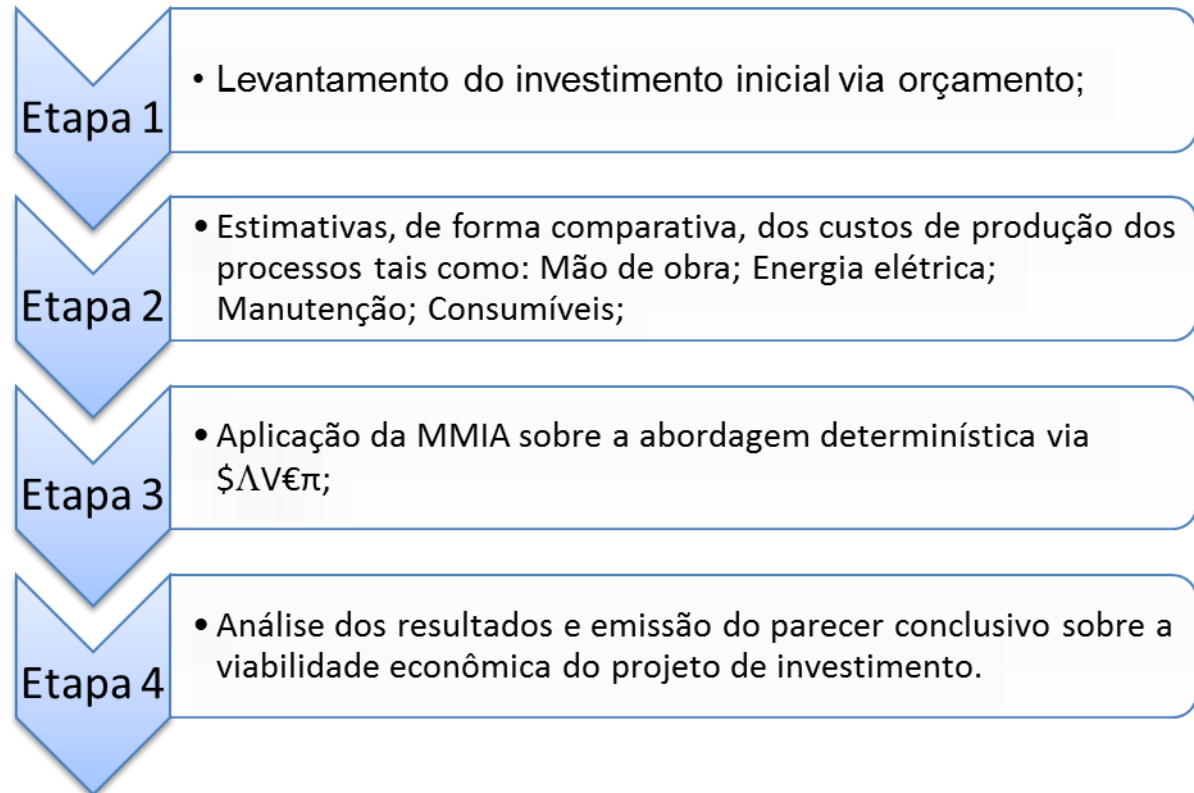 Etapa 1
• Levantamento do investimento inicial via orçamento;
Etapa 2
• Estimativas, de forma comparativa, dos custos de produção dos
processos tais como: Mão de obra; Energia elétrica;
Manutenção; Consumíveis;
Etapa 3
• Aplicação da MMIA sobre a abordagem determinística via
$ΛV€π;
Etapa 4
• Análise dos resultados e emissão do parecer conclusivo sobre a
viabilidade econômica do projeto de investimento.